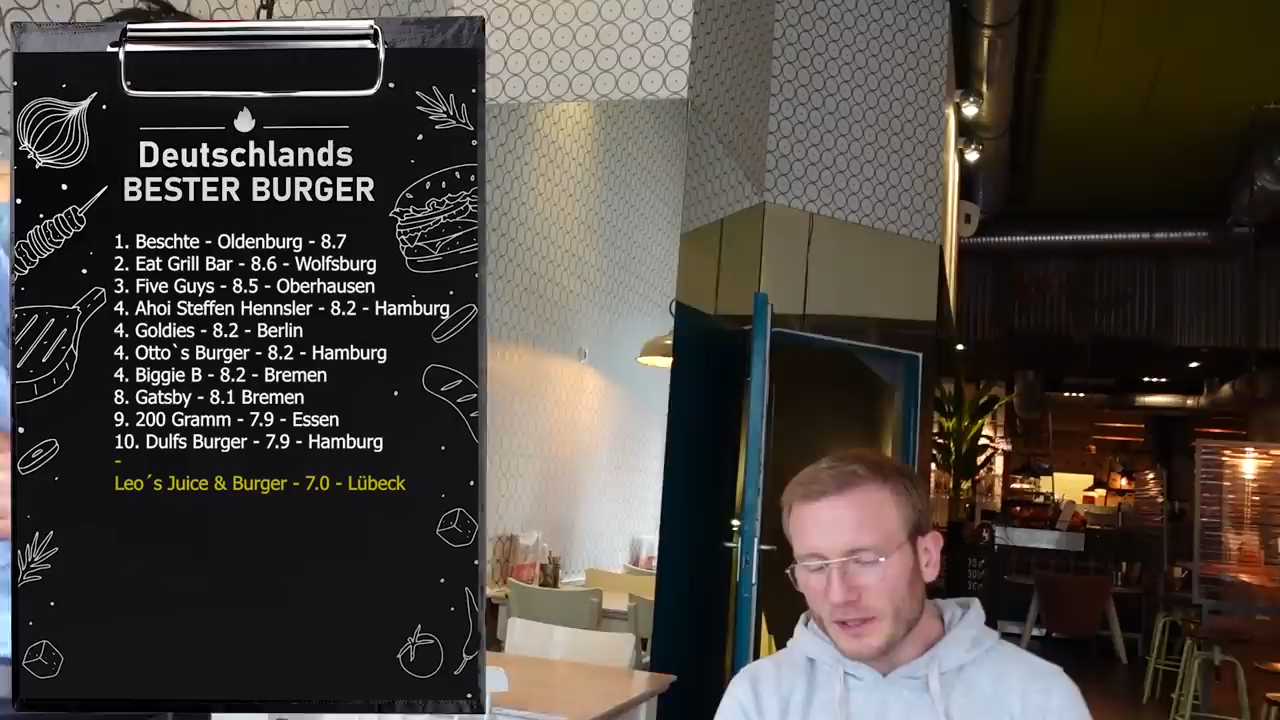 Deutschlands
BESTER BURGER
1. Beschte - Oldenburg - 8.7
2. Eat Grill Bar - 8.6 - Wolfsburg
3. Five Guys - 8.5 - Oberhausen
4. Ahoi Steffen Hennsler - 8.2 - Hamburg
4. Goldies - 8.2 - Berlin
4. Otto`s Burger - 8.2 - Hamburg
4. Biggie B - 8.2 - Bremen
8. Gatsby - 8.1 Bremen
9. 200 Gramm - 7.9 - Essen
10. Dulfs Burger - 7.9 - Hamburg
-
Leo´s Juice & Burger - 7.0 - Lübeck